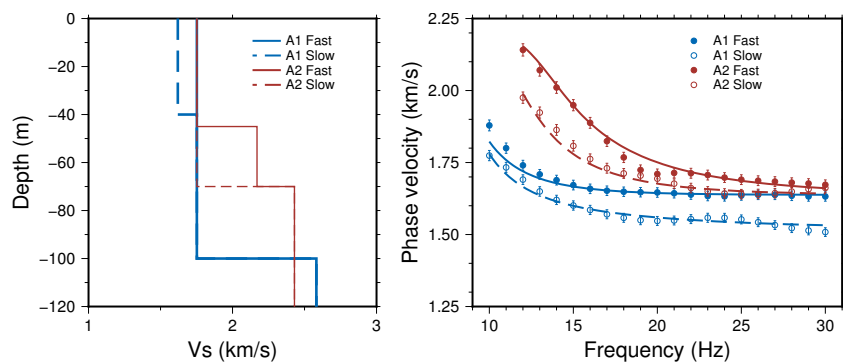 0
−20
−40
−60
−80
−100
−120
Depth (m)
1
2
3
Vs (km/s)
A1 Fast
A1 Slow
A2 Fast
A2 Slow
2.25
2.00
1.75
1.50
1.25
Phase velocity (km/s)
10
15
20
25
30
Frequency (Hz)
A1 Fast
A1 Slow
A2 Fast
A2 Slow